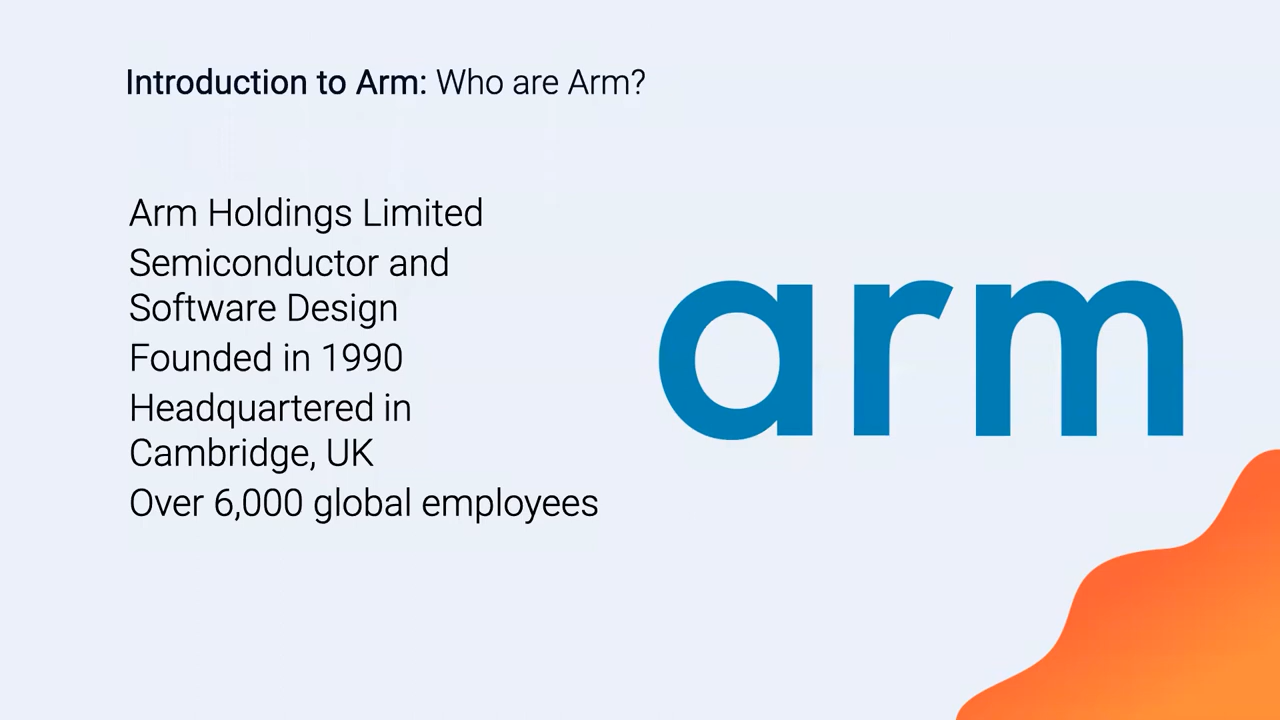 Introduction to Arm: Who are Arm?
Arm Holdings Limited
Semiconductor and
Software Design
Founded in 1990
Headquartered in
Cambridge, UK
Over 6,000 global employees
arm